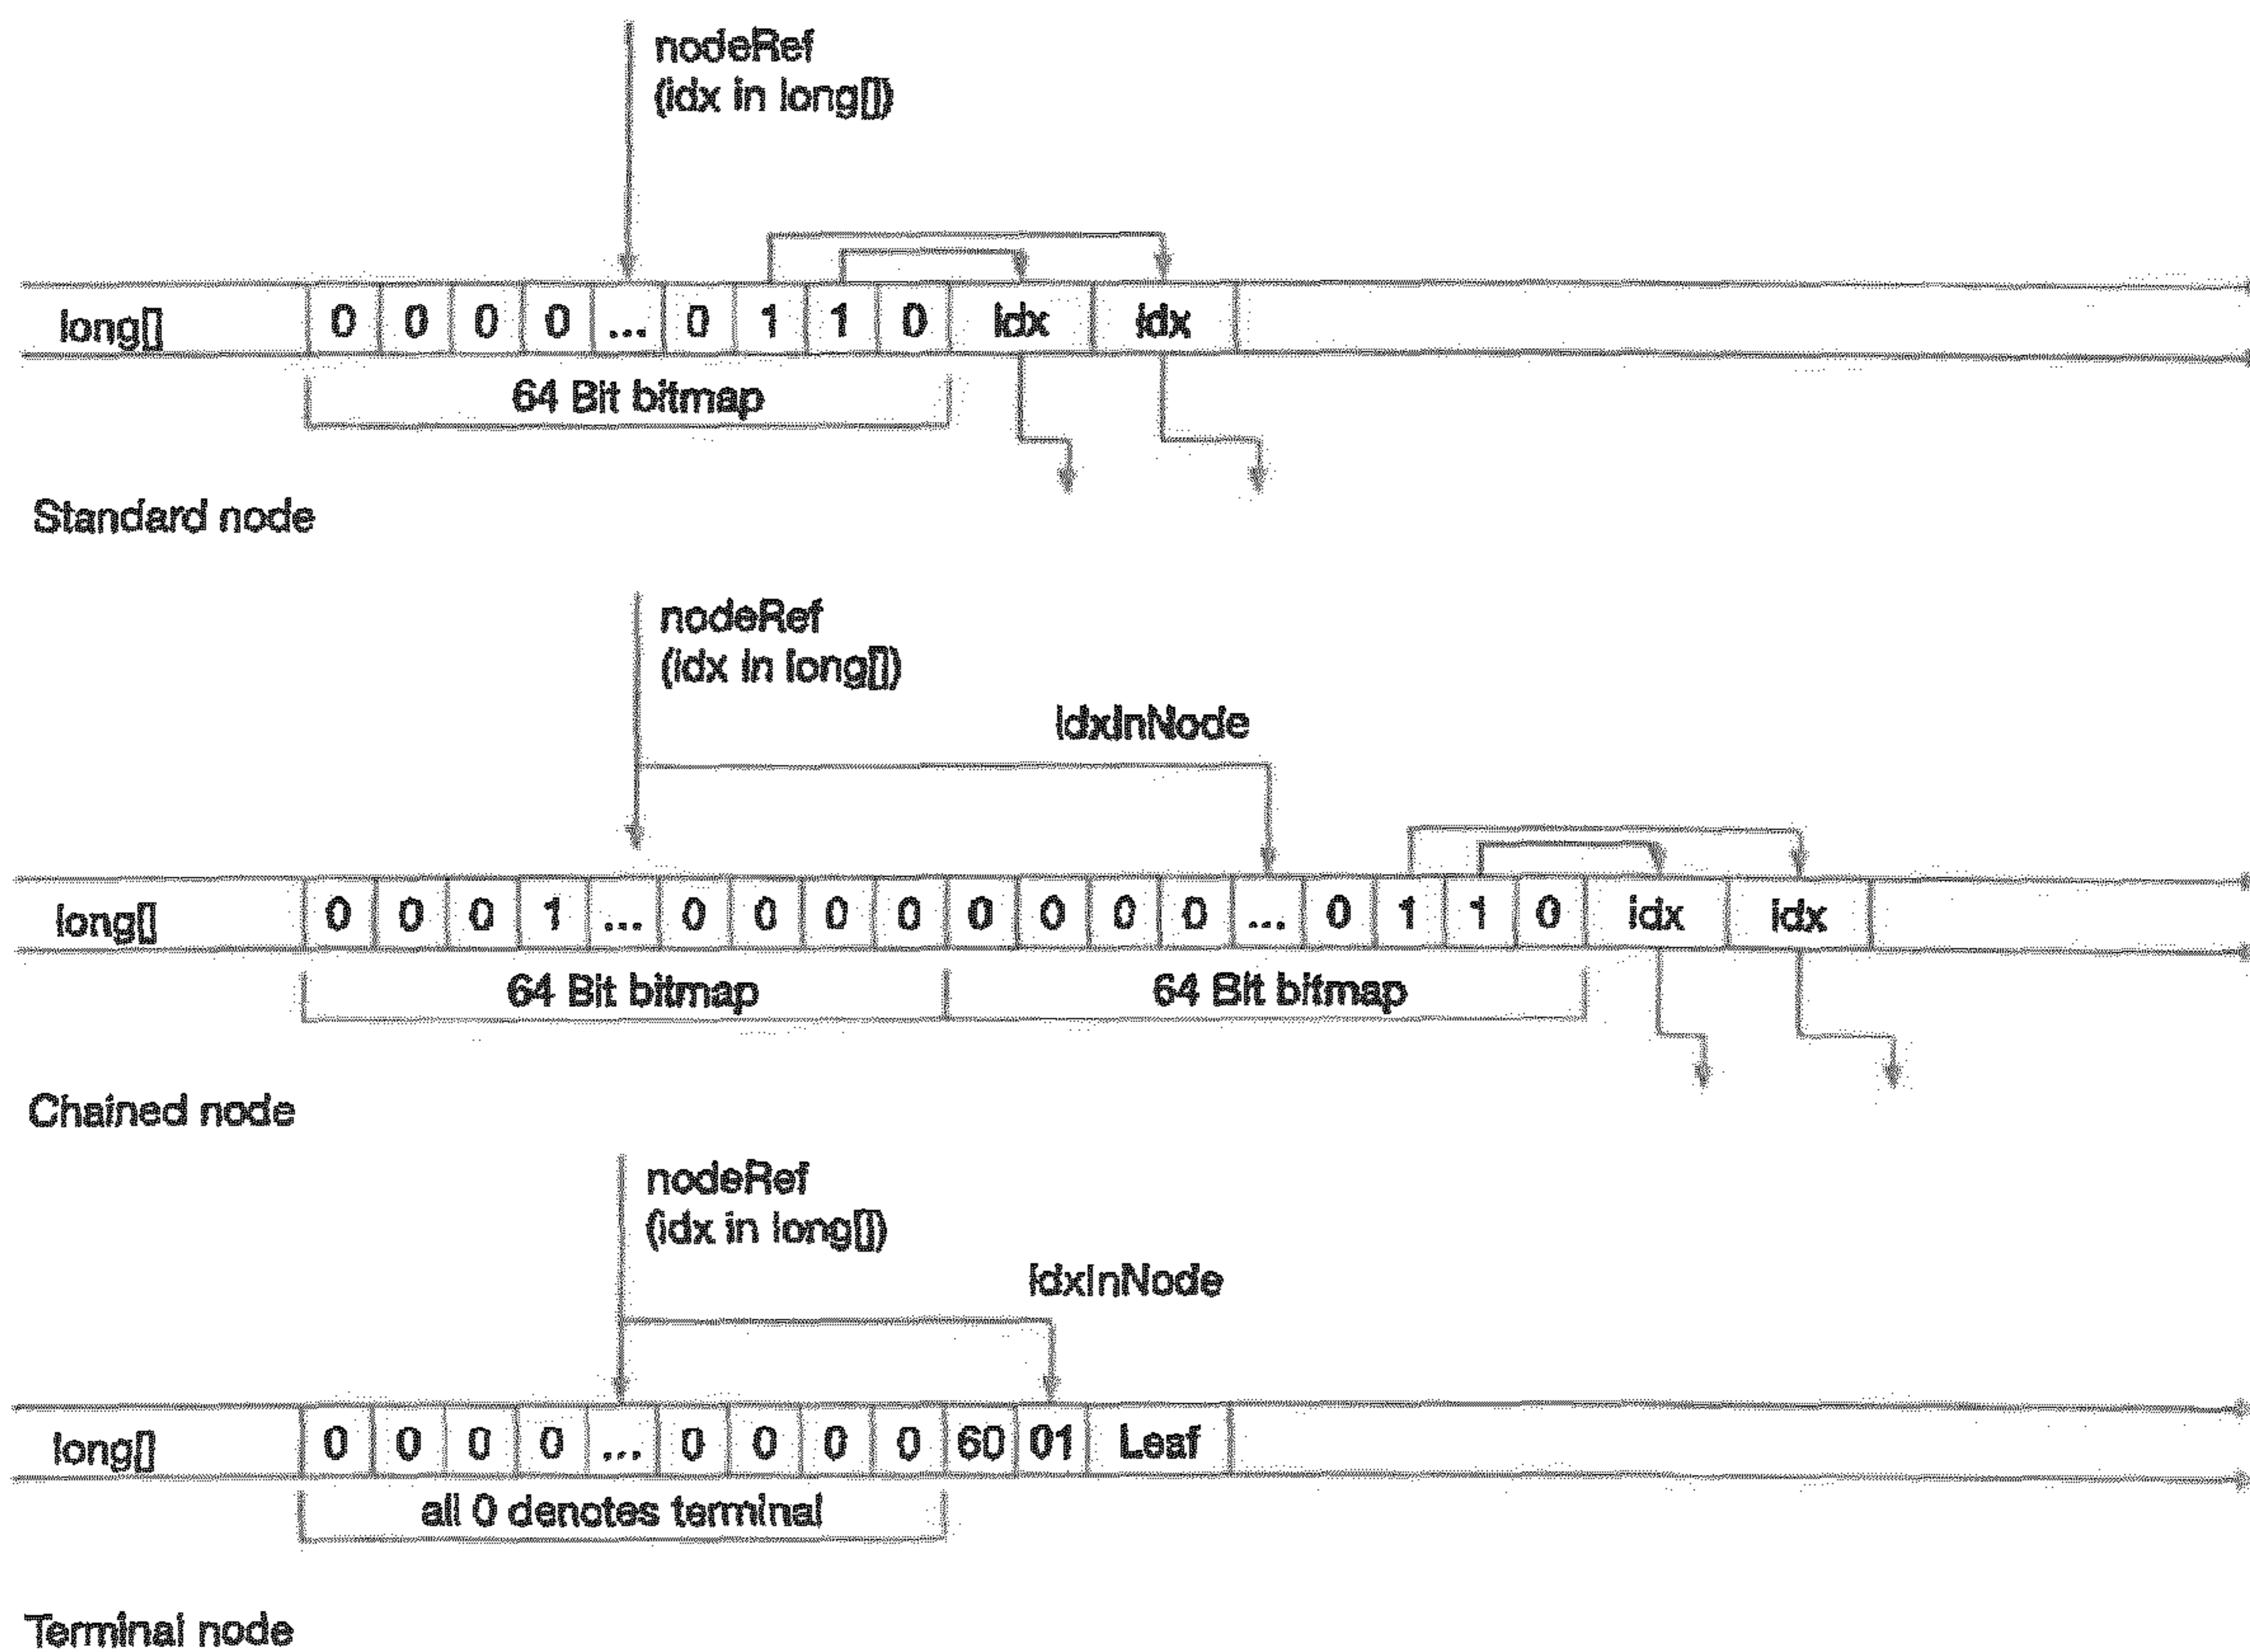 nodeRef
(idx in long[])
long[] 0 0 0 0 ... 0 1 1 0 idx idx
64 Bit bitmap
Standard node
nodeRef
(idx in long[])
IdxInNode
long[] 0 0 0 1 ... 0 0 0 0 0 0 0 0 ... 0 1 1 0 idx idx
64 Bit bitmap 64 Bit bitmap
Chained node
nodeRef
(idx in long[])
IdxInNode
long[] 0 0 0 0 ... 0 0 0 0 60 01 Leaf
all 0 denotes terminal
Terminal node